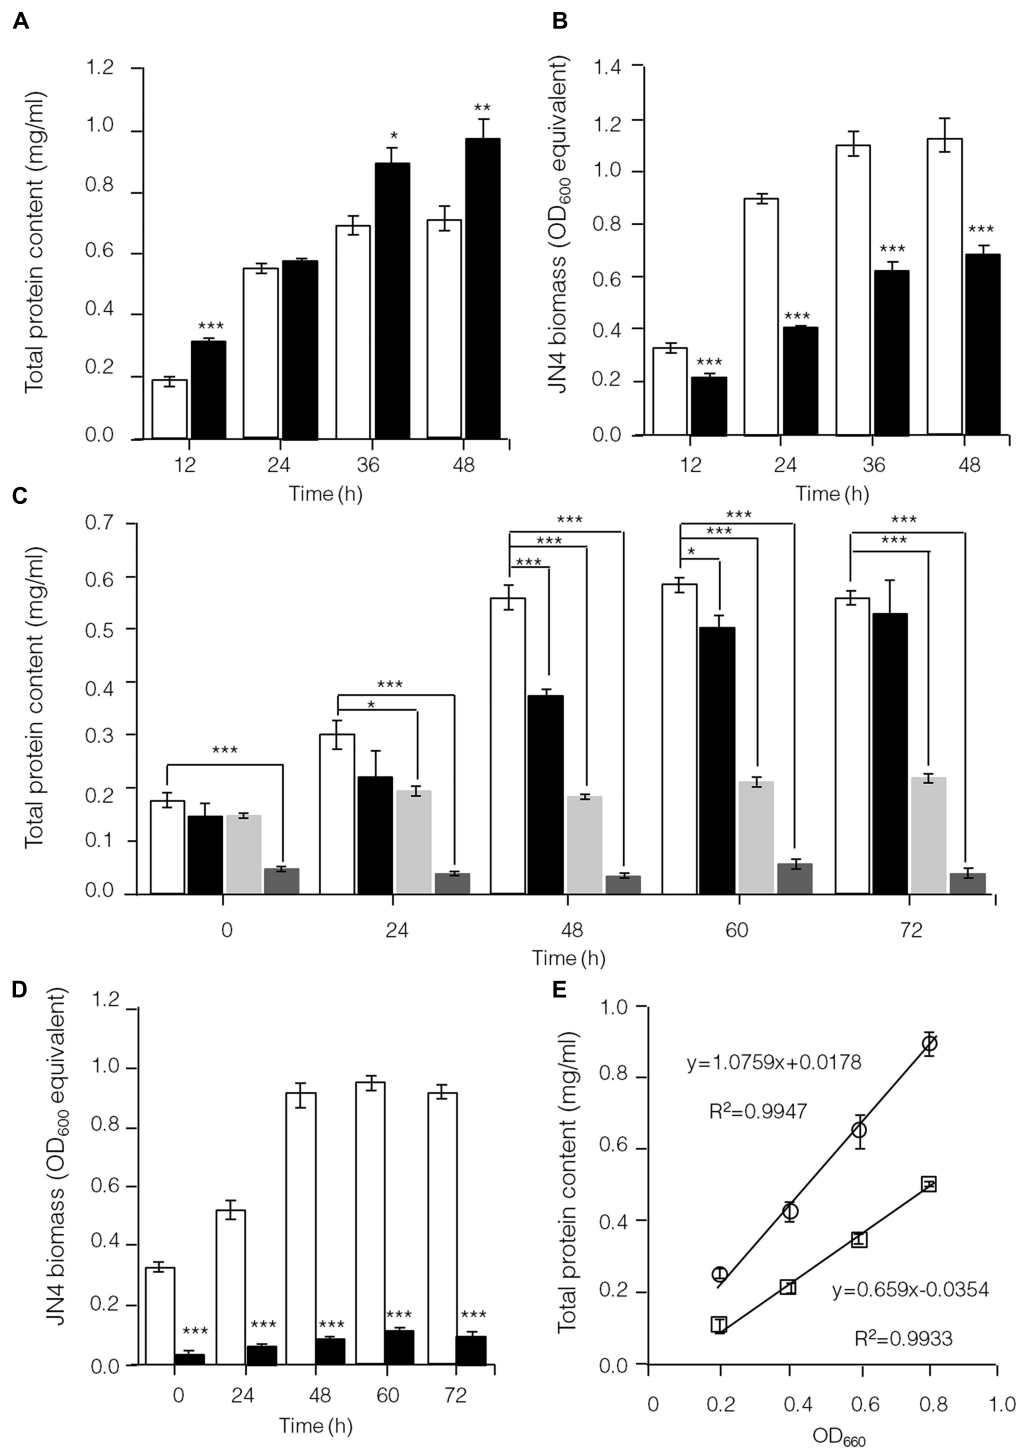 A
Total protein content (mg/ml)
1.2
1.0
0.8
0.6
0.4
0.2
0.0
***
*
**
12 24 36 48
Time (h)
B
JN4 biomass (OD600 equivalent)
1.4
1.2
1.0
0.8
0.6
0.4
0.2
0.0
***
***
***
***
12 24 36 48
Time (h)
C
Total protein content (mg/ml)
0.7
0.6
0.5
0.4
0.3
0.2
0.1
0.0
***
***
*
***
***
***
***
***
*
***
***
0 24 48 60 72
Time (h)
D
JN4 biomass (OD600 equivalent)
1.2
1.0
0.8
0.6
0.4
0.2
0.0
***
***
***
***
***
0 24 48 60 72
Time (h)
E
Total protein content (mg/ml)
1.0
0.8
0.6
0.4
0.2
0.0
y=1.0759x+0.0178
R²=0.9947
y=0.659x-0.0354
R²=0.9933
0 0.2 0.4 0.6 0.8 1.0
OD660